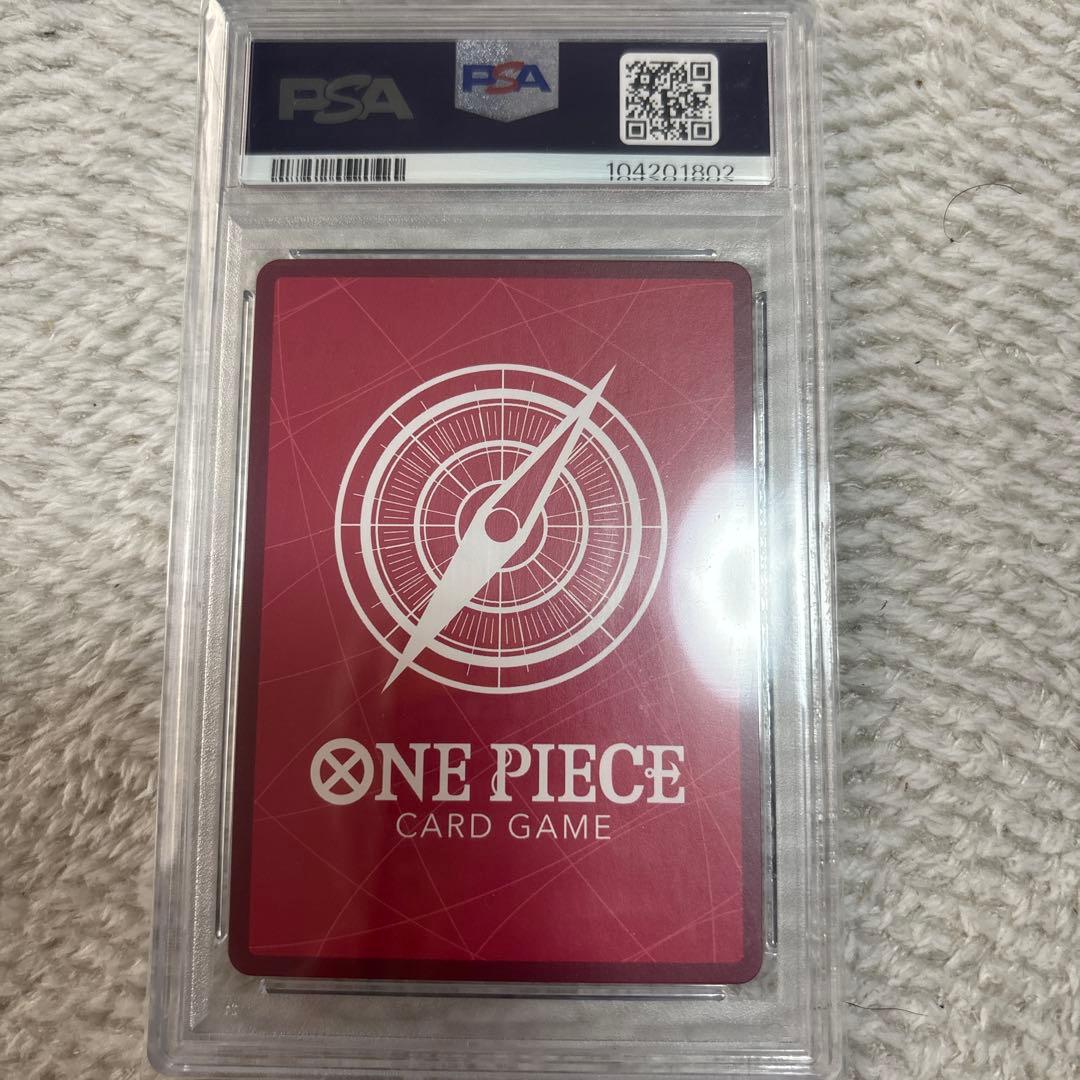 PSA
PSA
104201802
ONE PIECE
CARD GAME